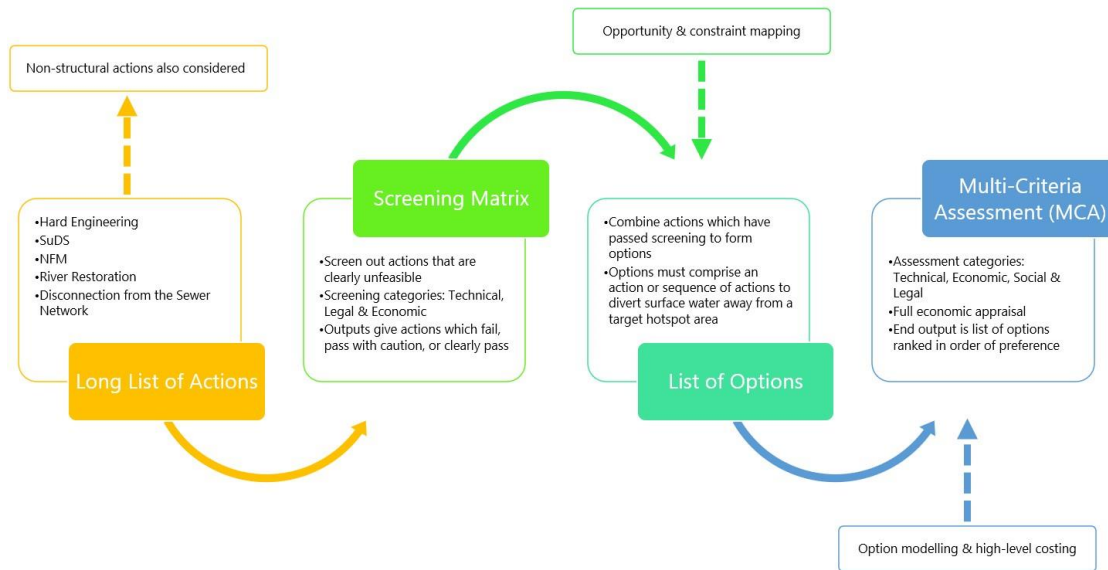 Non-structural actions also considered
•Hard Engineering
•SuDS
•NFM
•River Restoration
•Disconnection from the Sewer
Network
Long List of Actions
Screening Matrix
•Screen out actions that are
clearly unfeasible
•Screening categories: Technical,
Legal & Economic
•Outputs give actions which fail,
pass with caution, or clearly pass
Opportunity & constraint mapping
•Combine actions which have
passed screening to form
options
•Options must comprise an
action or sequence of actions to
divert surface water away from a
target hotspot area
List of Options
Multi-Criteria
Assessment (MCA)
•Assessment categories:
Technical, Economic, Social &
Legal
•Full economic appraisal
•End output is list of options
ranked in order of preference
Option modelling & high-level costing